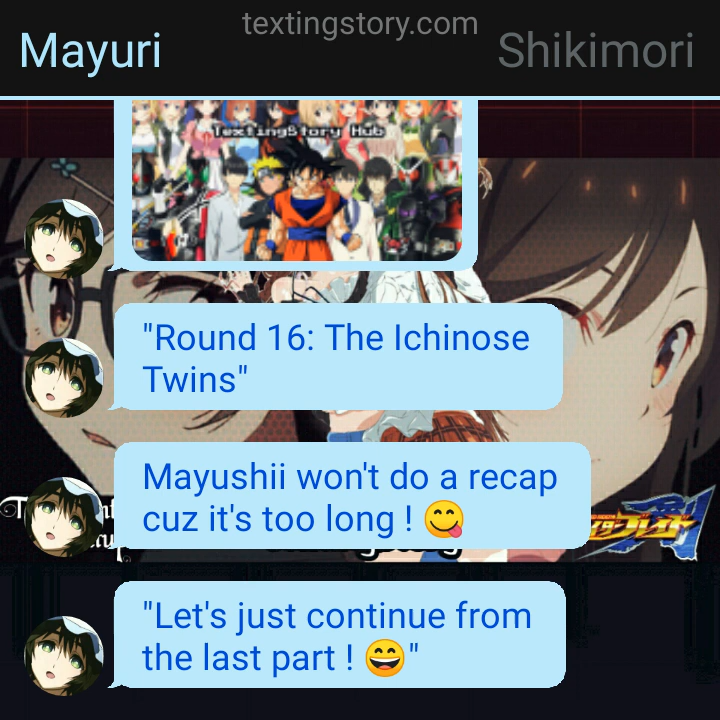 textingstory.com
Mayuri
Shikimori
TextingStory Hub
"Round 16: The Ichinose
Twins"
Mayushii won't do a recap
cuz it's too long ! 😋
"Let's just continue from
the last part ! 😄"